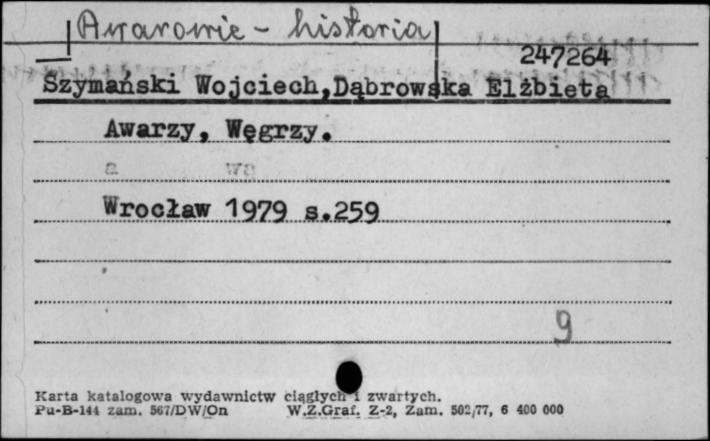 Awarowie - historia
247264
Szymański Wojciech, Dąbrowska Elżbieta
Awarzy, Węgrzy.
a wa
Wrocław 1979 s.259
9
Karta katalogowa wydawnictw ciągłych i zwartych.
Pu-B-144 zam. 567/DW/On W.Z.Graf. Z-2, Zam. 502/77, 6 400 000